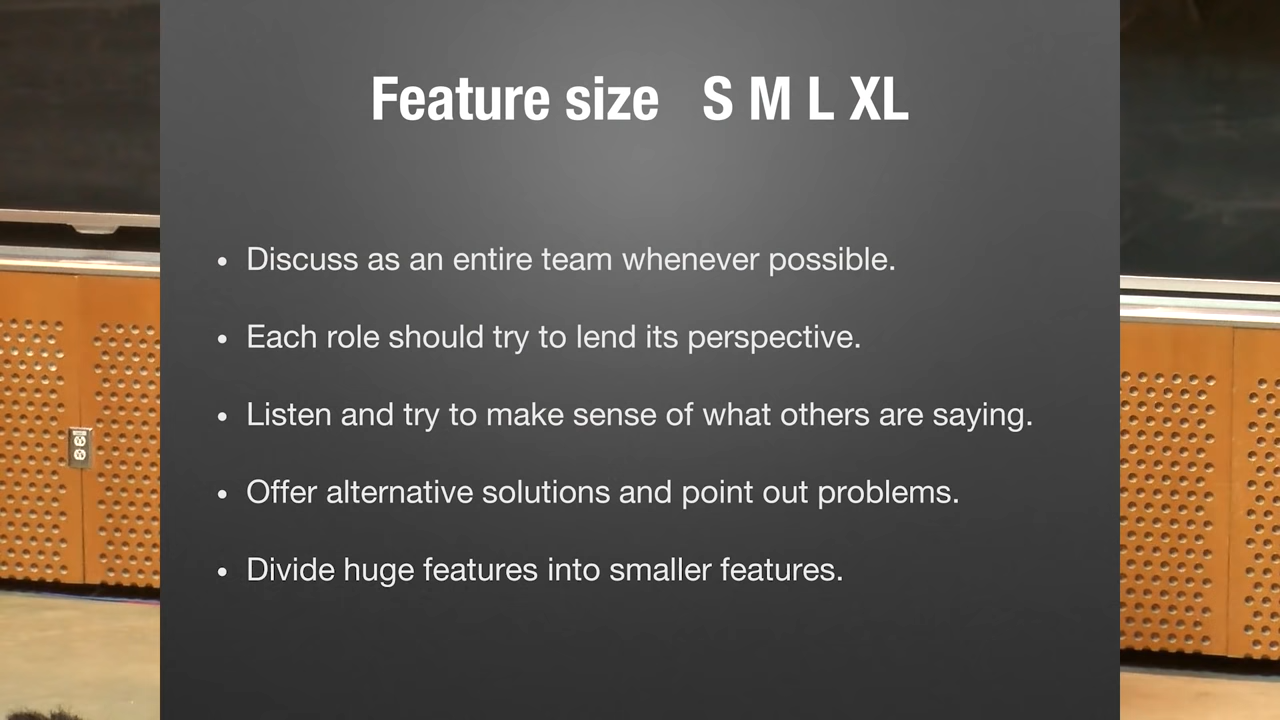 Feature size S M L XL
• Discuss as an entire team whenever possible.
• Each role should try to lend its perspective.
• Listen and try to make sense of what others are saying.
• Offer alternative solutions and point out problems.
• Divide huge features into smaller features.